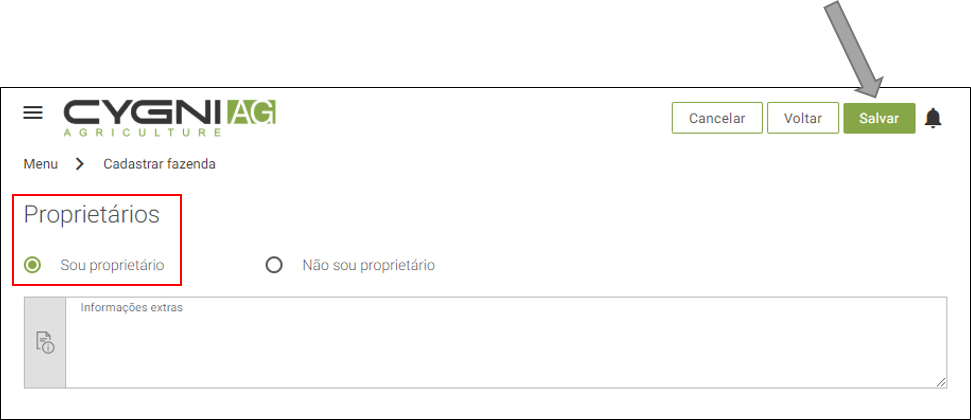 CYGNI AG
AGRICULTURE
Cancelar
Voltar
Salvar
Menu
Cadastrar fazenda
Proprietários
Sou proprietário
Não sou proprietário
Informações extras